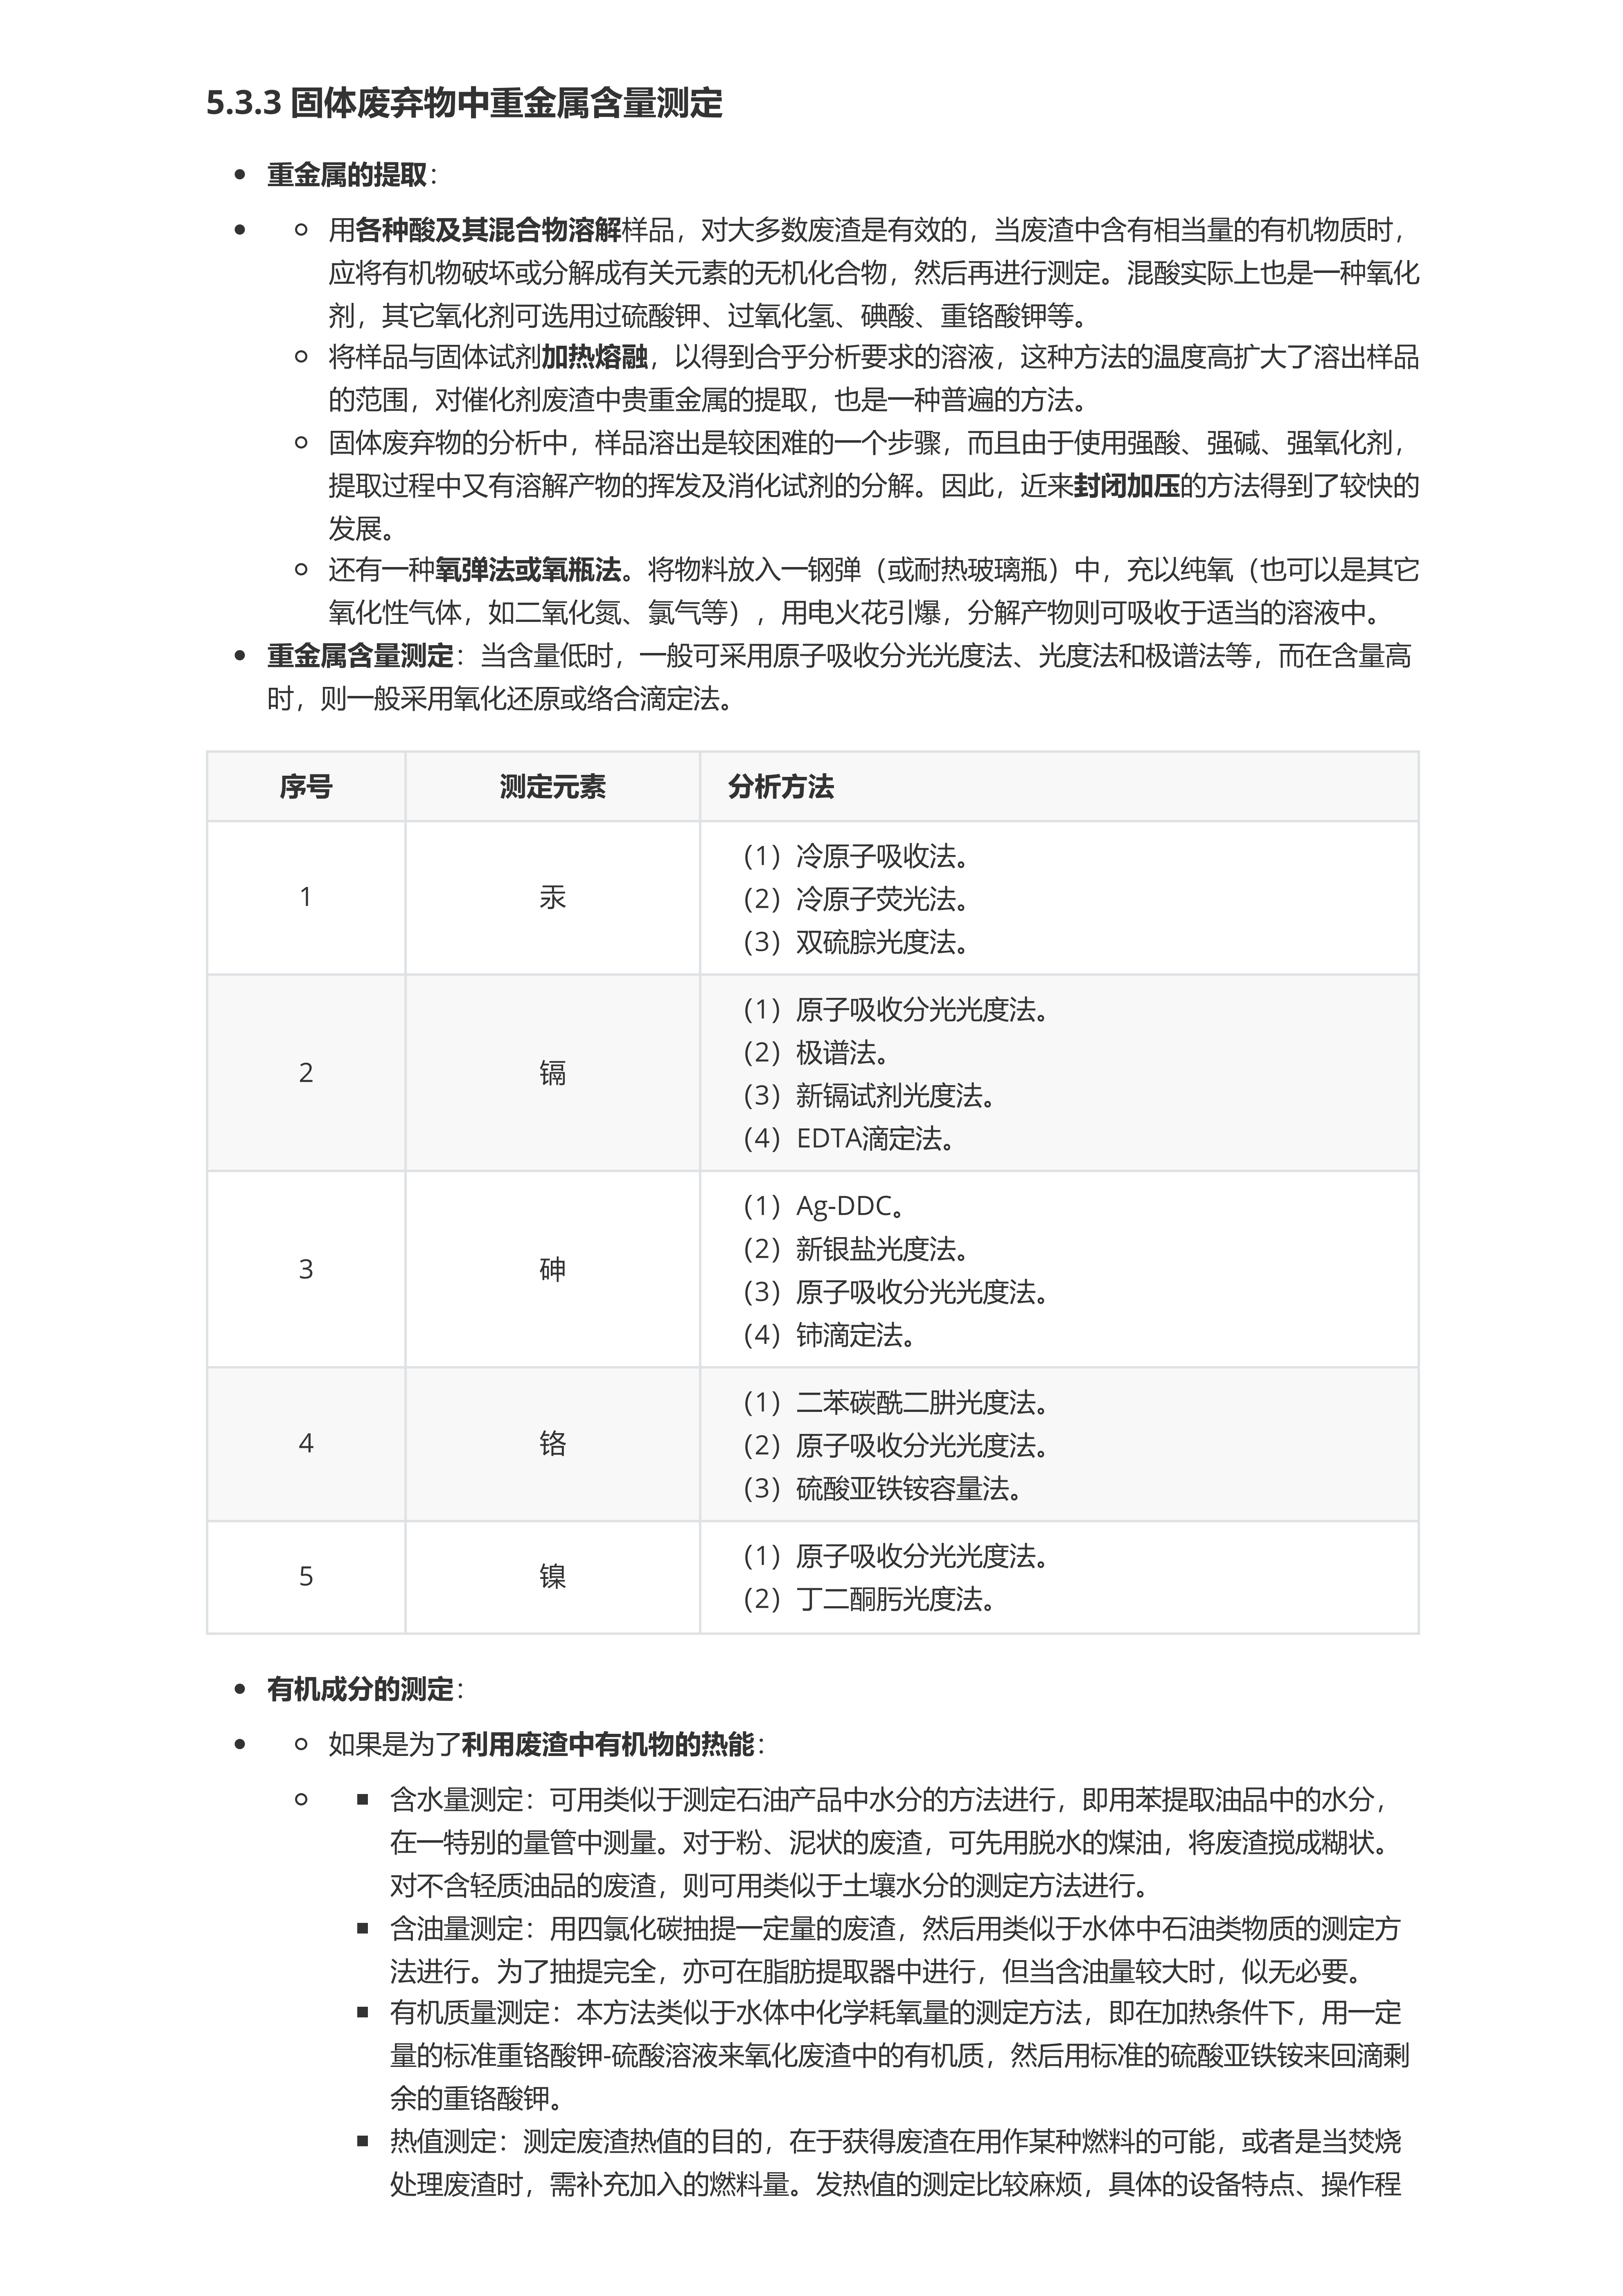 5.3.3 固体废弃物中重金属含量测定
重金属的提取：
用各种酸及其混合物溶解样品，对大多数废渣是有效的，当废渣中含有相当量的有机物质时，
应将有机物破坏或分解成有关元素的无机化合物，然后再进行测定。混酸实际上也是一种氧化
剂，其它氧化剂可选用过硫酸钾、过氧化氢、碘酸、重铬酸钾等。
将样品与固体试剂加热熔融，以得到合乎分析要求的溶液，这种方法的温度高扩大了溶出样品
的范围，对催化剂废渣中贵重金属的提取，也是一种普遍的方法。
固体废弃物的分析中，样品溶出是较困难的一个步骤，而且由于使用强酸、强碱、强氧化剂，
提取过程中又有溶解产物的挥发及消化试剂的分解。因此，近来封闭加压的方法得到了较快的
发展。
还有一种氧弹法或氧瓶法。将物料放入一钢弹（或耐热玻璃瓶）中，充以纯氧（也可以是其它
氧化性气体，如二氧化氮、氯气等），用电火花引爆，分解产物则可吸收于适当的溶液中。
重金属含量测定：当含量低时，一般可采用原子吸收分光光度法、光度法和极谱法等，而在含量高
时，则一般采用氧化还原或络合滴定法。
序号 测定元素 分析方法
1 汞
（1）冷原子吸收法。
（2）冷原子荧光法。
（3）双硫腙光度法。
2 镉
（1）原子吸收分光光度法。
（2）极谱法。
（3）新镉试剂光度法。
（4）EDTA滴定法。
3 砷
（1）Ag-DDC。
（2）新银盐光度法。
（3）原子吸收分光光度法。
（4）铈滴定法。
4 铬
（1）二苯碳酰二肼光度法。
（2）原子吸收分光光度法。
（3）硫酸亚铁铵容量法。
5 镍
（1）原子吸收分光光度法。
（2）丁二酮肟光度法。
有机成分的测定：
如果是为了利用废渣中有机物的热能：
含水量测定：可用类似于测定石油产品中水分的方法进行，即用苯提取油品中的水分，
在一特别的量管中测量。对于粉、泥状的废渣，可先用脱水的煤油，将废渣搅成糊状。
对不含轻质油品的废渣，则可用类似于土壤水分的测定方法进行。
含油量测定：用四氯化碳抽提一定量的废渣，然后用类似于水体中石油类物质的测定方
法进行。为了抽提完全，亦可在脂肪提取器中进行，但当含油量较大时，似无必要。
有机质量测定：本方法类似于水体中化学耗氧量的测定方法，即在加热条件下，用一定
量的标准重铬酸钾-硫酸溶液来氧化废渣中的有机质，然后用标准的硫酸亚铁铵来回滴剩
余的重铬酸钾。
热值测定：测定废渣热值的目的，在于获得废渣在用作某种燃料的可能，或者是当焚烧
处理废渣时，需补充加入的燃料量。发热值的测定比较麻烦，具体的设备特点、操作程